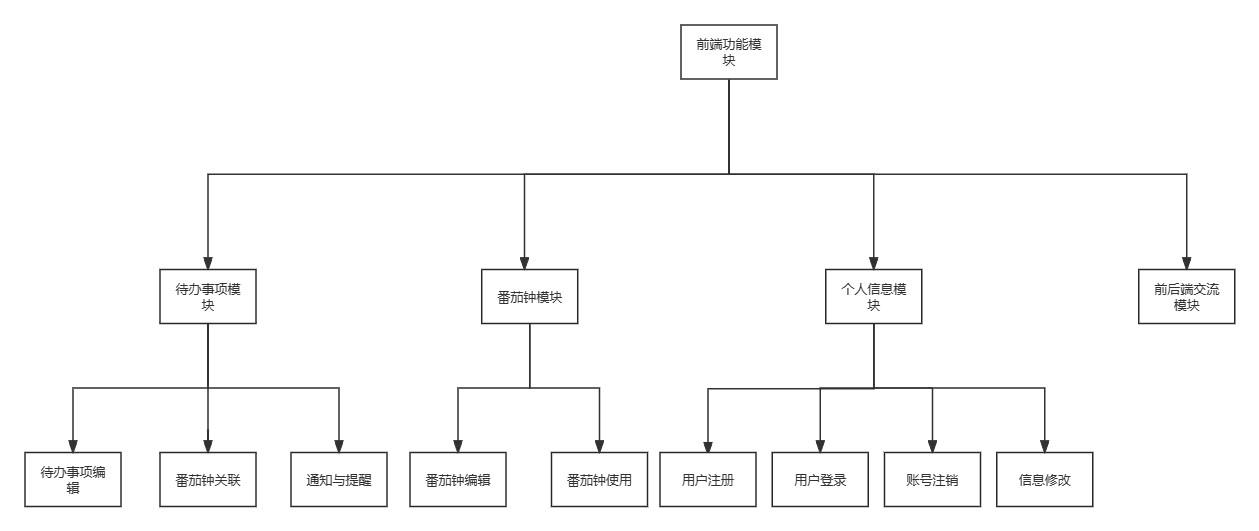 前端功能模
块
待办事项模
块
番茄钟模块
个人信息模
块
前后端交流
模块
待办事项编
辑
番茄钟关联
通知与提醒
番茄钟编辑
番茄钟使用
用户注册
用户登录
账号注销
信息修改